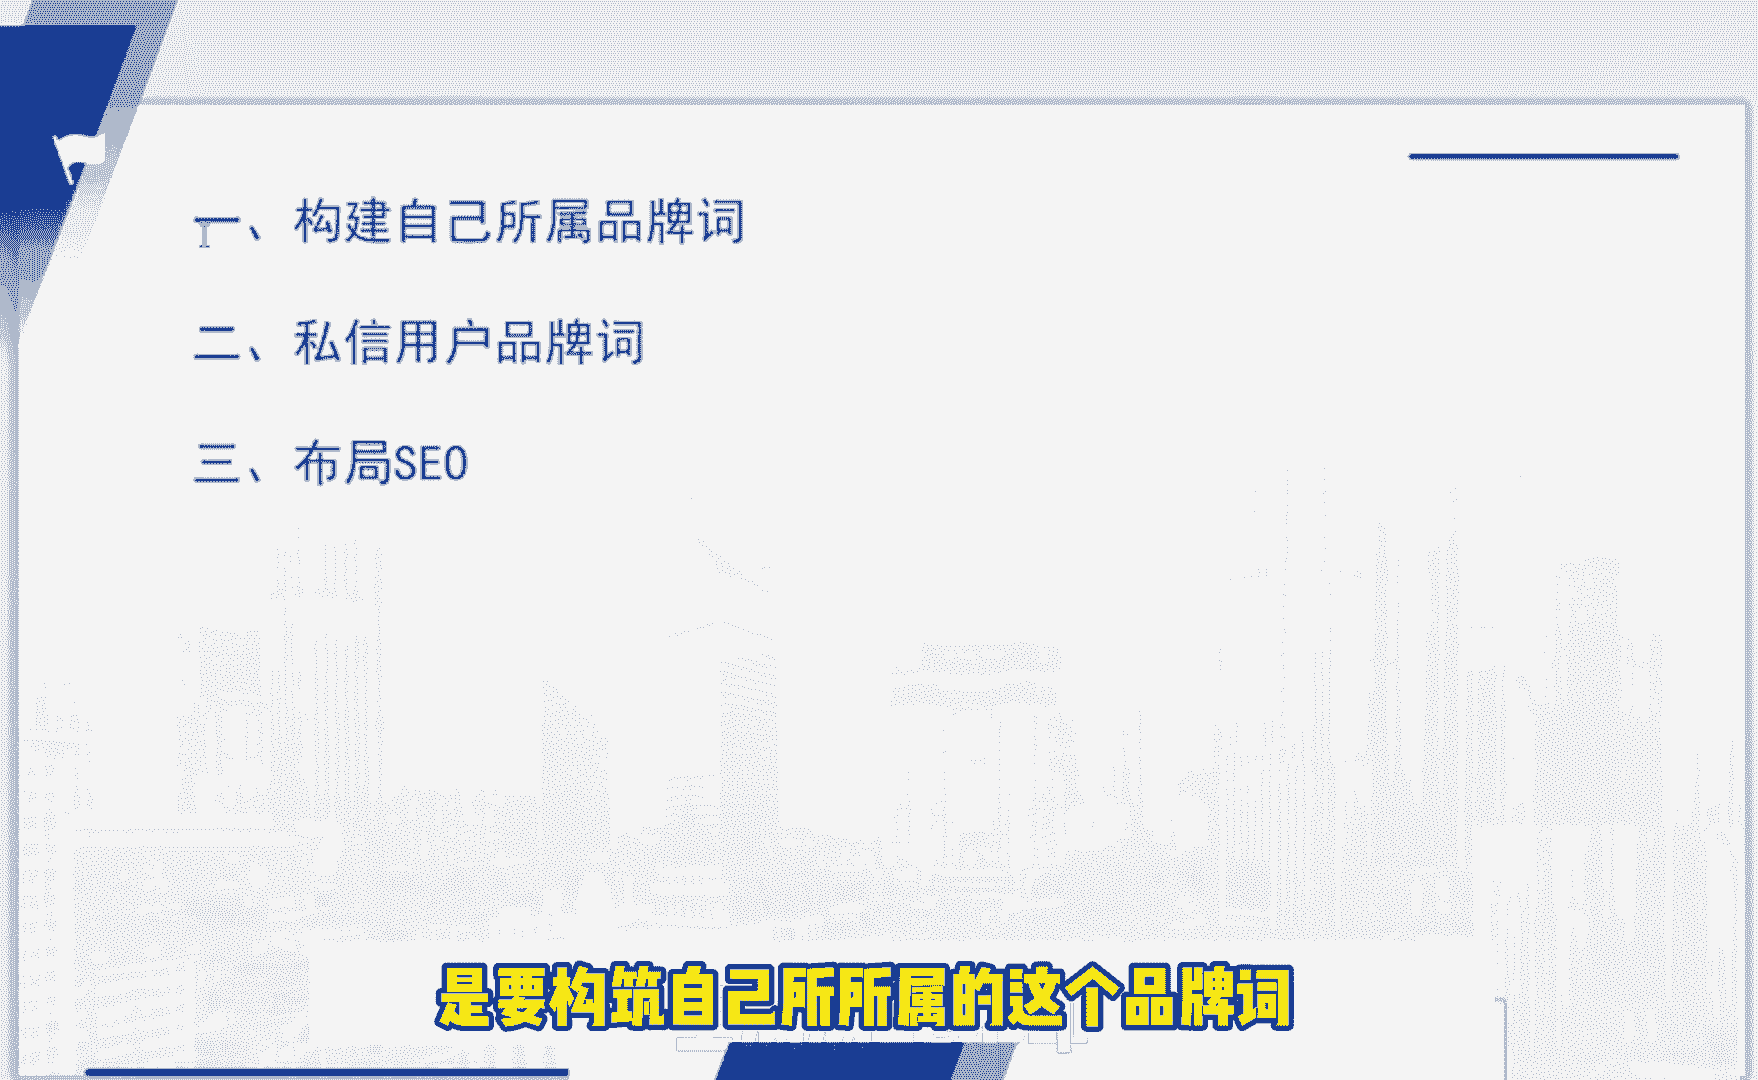 一、构建自己所属品牌词
二、私信用户品牌词
三、布局SEO
是要构筑自己所所属的这个品牌词